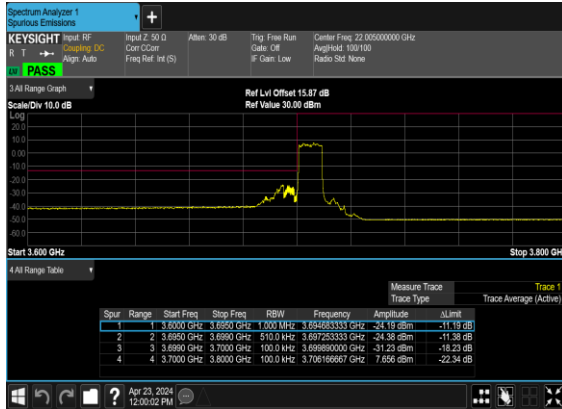 Spectrum Analyzer 1
Spurious Emissions
+
KEYSIGHT Input: RF Input Z: 50 Ω Atten: 30 dB Trig: Free Run Center Freq: 22.005000000 GHz
R T Coupling: DC Corr CCorr Gate: Off Avg|Hold: 100/100
Align: Auto Freq Ref: Int (S) IF Gain: Low Radio Std: None
PASS
3 All Range Graph Ref Lvl Offset 15.87 dB
Scale/Div 10.0 dB Ref Value 30.00 dBm
Log
20.0
10.0
0.00
-10.0
-20.0
-30.0
-40.0
-50.0
-60.0
Start 3.600 GHz Stop 3.800 GH
4 All Range Table
Measure Trace Trace 1
Trace Type Trace Average (Active)
Spur Range Start Freq Stop Freq RBW Frequency Amplitude ΔLimit
1 1 3.6000 GHz 3.6950 GHz 1.000 MHz 3.694683333 GHz -24.19 dBm -11.19 dB
2 2 3.6950 GHz 3.6990 GHz 510.0 kHz 3.697253333 GHz -24.38 dBm -11.38 dB
3 3 3.6990 GHz 3.7000 GHz 100.0 kHz 3.699890000 GHz -31.23 dBm -18.23 dB
4 4 3.7000 GHz 3.8000 GHz 100.0 kHz 3.706166667 GHz 7.656 dBm -22.34 dB
? Apr 23, 2024
12:00:02 PM